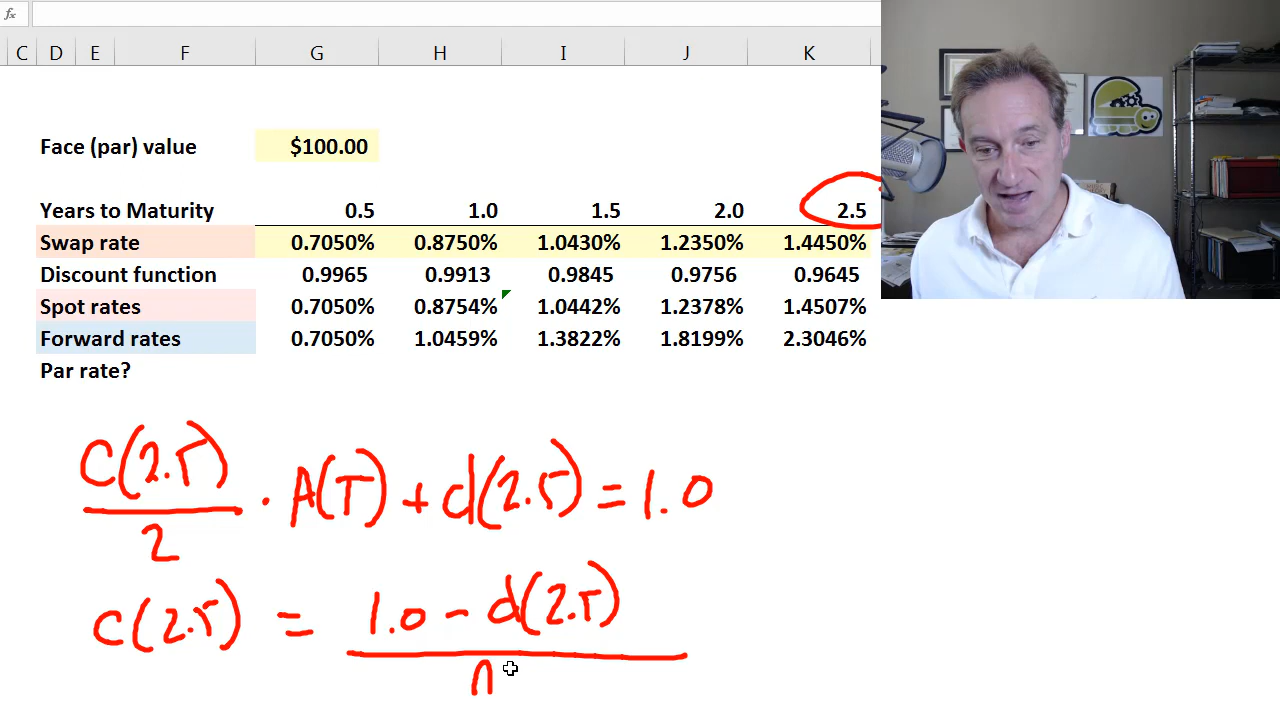 fx
C D E F G H I J K
Face (par) value $100.00
Years to Maturity 0.5 1.0 1.5 2.0 2.5
Swap rate 0.7050% 0.8750% 1.0430% 1.2350% 1.4450%
Discount function 0.9965 0.9913 0.9845 0.9756 0.9645
Spot rates 0.7050% 0.8754% 1.0442% 1.2378% 1.4507%
Forward rates 0.7050% 1.0459% 1.3822% 1.8199% 2.3046%
Par rate?
C(2.5)/2 · A(T) + d(2.5) = 1.0
C(2.5) = 1.0 - d(2.5)